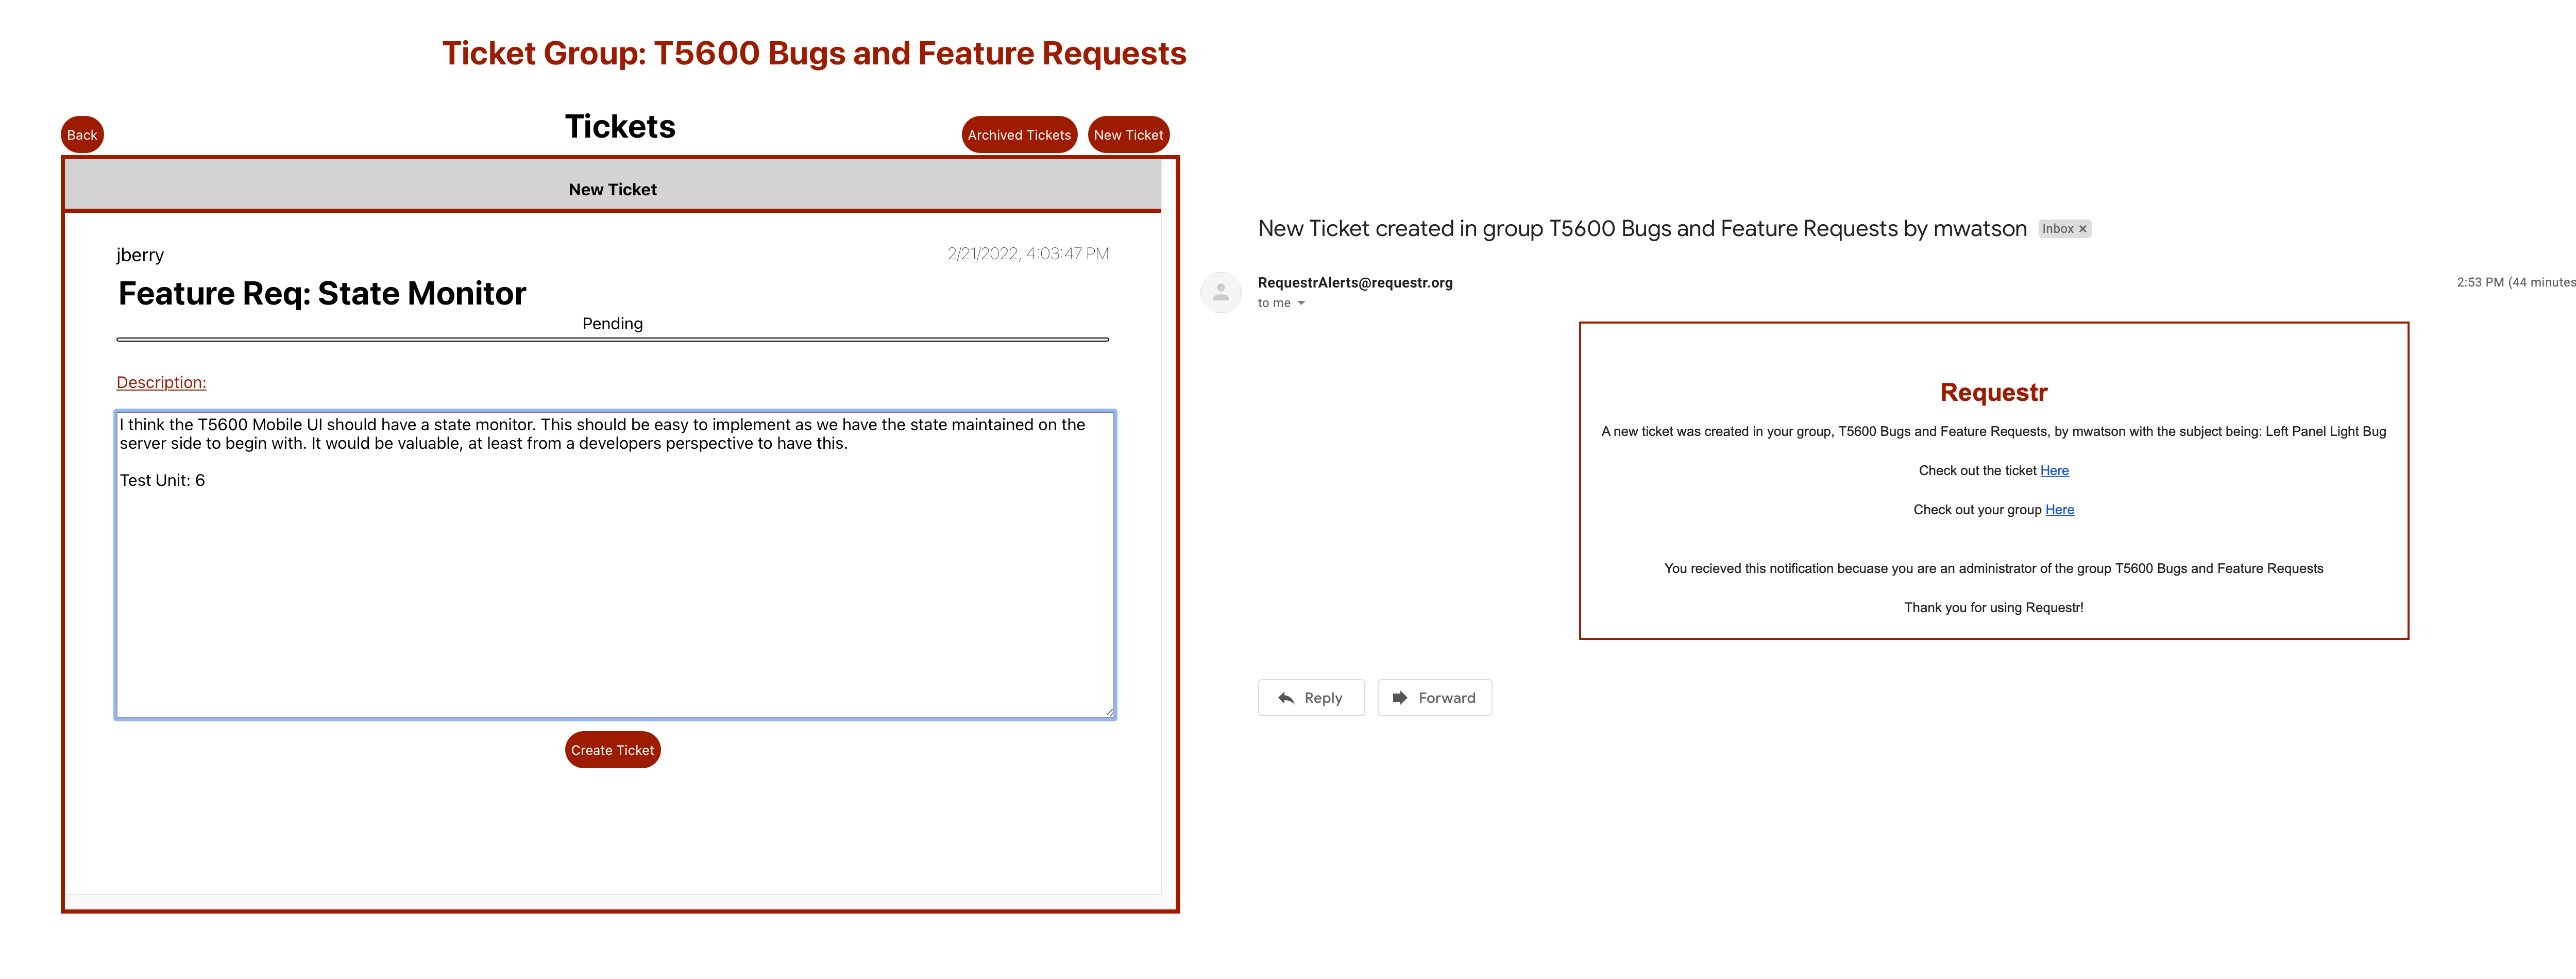 Ticket Group: T5600 Bugs and Feature Requests
Back
Tickets
Archived Tickets
New Ticket
New Ticket
jberry
2/21/2022, 4:03:47 PM
Feature Req: State Monitor
Pending
Description:
I think the T5600 Mobile UI should have a state monitor. This should be easy to implement as we have the state maintained on the
server side to begin with. It would be valuable, at least from a developers perspective to have this.
Test Unit: 6
Create Ticket
New Ticket created in group T5600 Bugs and Feature Requests by mwatson
Inbox ×
RequestrAlerts@requestr.org
2:53 PM (44 minutes
to me
Requestr
A new ticket was created in your group, T5600 Bugs and Feature Requests, by mwatson with the subject being: Left Panel Light Bug
Check out the ticket Here
Check out your group Here
You recieved this notification becuase you are an administrator of the group T5600 Bugs and Feature Requests
Thank you for using Requestr!
Reply
Forward